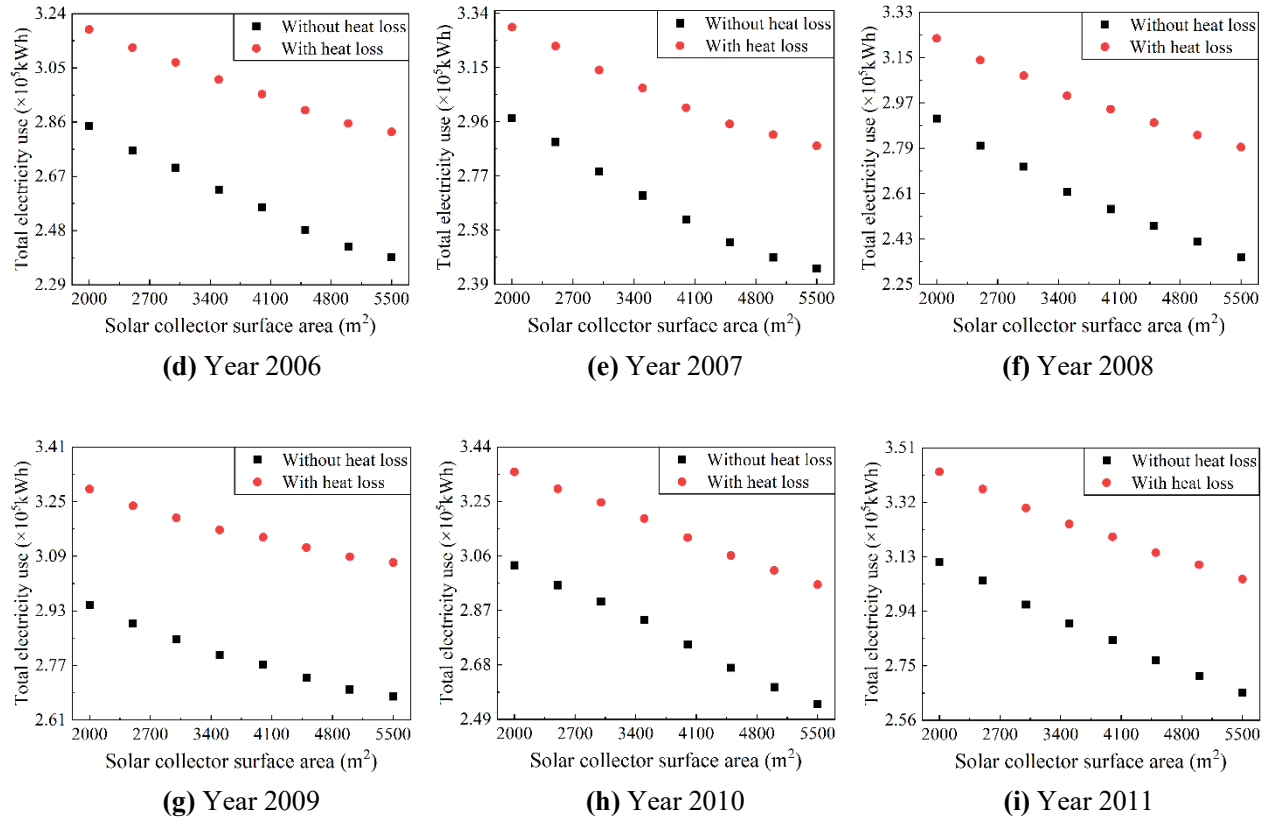 3.24
3.05
2.86
2.67
2.48
2.29
Total electricity use (×10⁵kWh)
Without heat loss
With heat loss
2000 2700 3400 4100 4800 5500
Solar collector surface area (m²)
(d) Year 2006
3.34
3.15
2.96
2.77
2.58
2.39
Total electricity use (×10⁵kWh)
Without heat loss
With heat loss
2000 2700 3400 4100 4800 5500
Solar collector surface area (m²)
(e) Year 2007
3.33
3.15
2.97
2.79
2.61
2.43
2.25
Total electricity use (×10⁵kWh)
Without heat loss
With heat loss
2000 2700 3400 4100 4800 5500
Solar collector surface area (m²)
(f) Year 2008
3.41
3.25
3.09
2.93
2.77
2.61
Total electricity use (×10⁵kWh)
Without heat loss
With heat loss
2000 2700 3400 4100 4800 5500
Solar collector surface area (m²)
(g) Year 2009
3.44
3.25
3.06
2.87
2.68
2.49
Total electricity use (×10⁵kWh)
Without heat loss
With heat loss
2000 2700 3400 4100 4800 5500
Solar collector surface area (m²)
(h) Year 2010
3.51
3.32
3.13
2.94
2.75
2.56
Total electricity use (×10⁵kWh)
Without heat loss
With heat loss
2000 2700 3400 4100 4800 5500
Solar collector surface area (m²)
(i) Year 2011